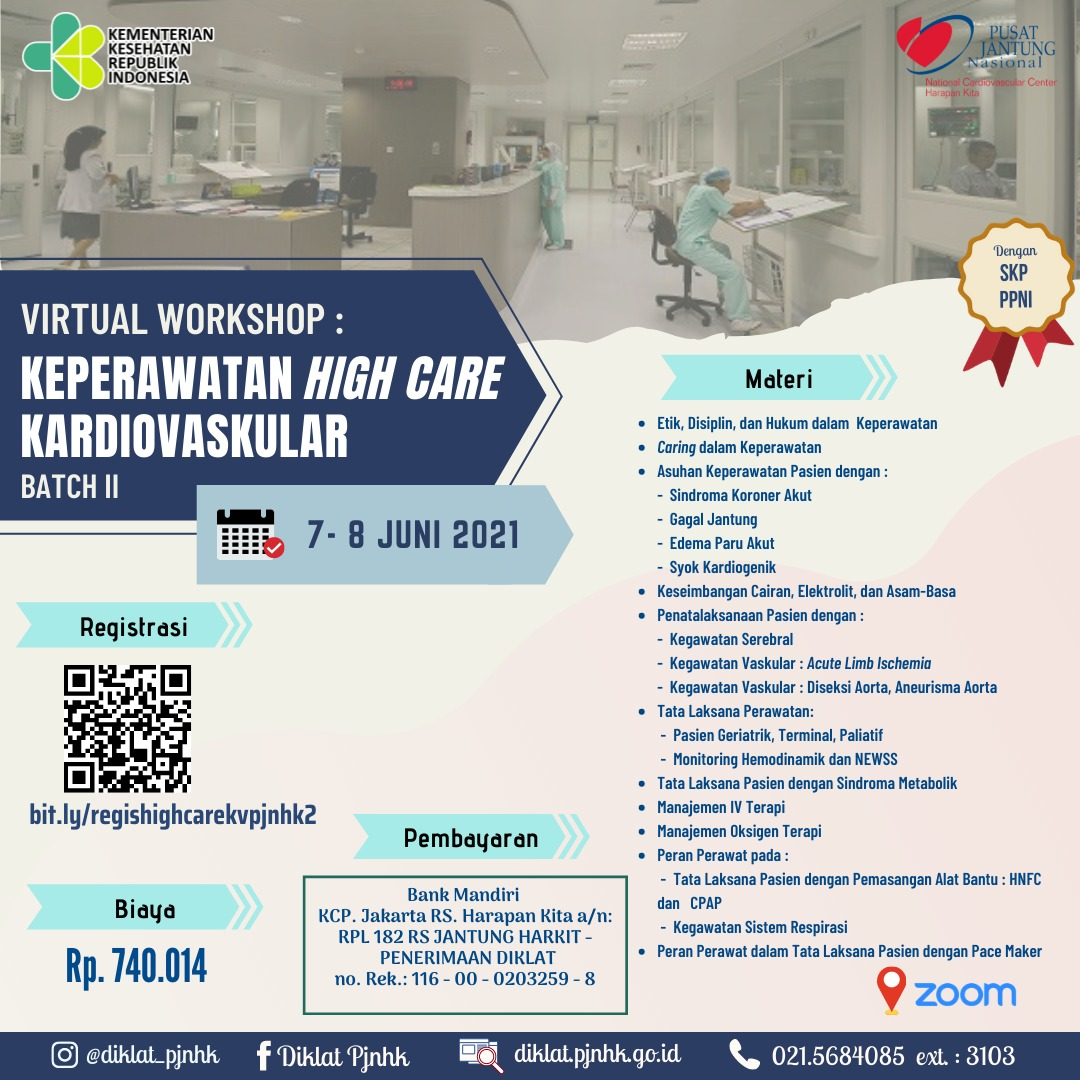 KEMENTERIAN
KESEHATAN
REPUBLIK
INDONESIA
PUSAT
JANTUNG
Nasional
National Cardiovascular Center
Harapan Kita
Dengan
SKP
PPNI
VIRTUAL WORKSHOP :
KEPERAWATAN HIGH CARE
KARDIOVASKULAR
BATCH II
7- 8 JUNI 2021
Registrasi
bit.ly/regishighcarekvpjnhk2
Biaya
Rp. 740.014
Pembayaran
Bank Mandiri
KCP. Jakarta RS. Harapan Kita a/n:
RPL 182 RS JANTUNG HARKIT -
PENERIMAAN DIKLAT
no. Rek.: 116 - 00 - 0203259 - 8
Materi
• Etik, Disiplin, dan Hukum dalam Keperawatan
• Caring dalam Keperawatan
• Asuhan Keperawatan Pasien dengan :
- Sindroma Koroner Akut
- Gagal Jantung
- Edema Paru Akut
- Syok Kardiogenik
• Keseimbangan Cairan, Elektrolit, dan Asam-Basa
• Penatalaksanaan Pasien dengan :
- Kegawatan Serebral
- Kegawatan Vaskular : Acute Limb Ischemia
- Kegawatan Vaskular : Diseksi Aorta, Aneurisma Aorta
• Tata Laksana Perawatan:
- Pasien Geriatrik, Terminal, Paliatif
- Monitoring Hemodinamik dan NEWSS
• Tata Laksana Pasien dengan Sindroma Metabolik
• Manajemen IV Terapi
• Manajemen Oksigen Terapi
• Peran Perawat pada :
- Tata Laksana Pasien dengan Pemasangan Alat Bantu : HNFC
dan CPAP
- Kegawatan Sistem Respirasi
• Peran Perawat dalam Tata Laksana Pasien dengan Pace Maker
zoom
@diklat_pjnhk
Diklat Pjnhk
diklat.pjnhk.go.id
021.5684085 ext. : 3103